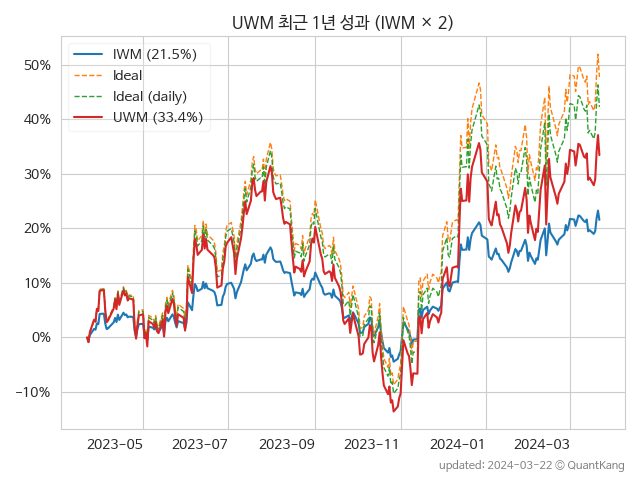 UWM 최근 1년 성과 (IWM × 2)
IWM (21.5%)
Ideal
Ideal (daily)
UWM (33.4%)
50%
40%
30%
20%
10%
0%
−10%
2023-05 2023-07 2023-09 2023-11 2024-01 2024-03
updated: 2024-03-22 © QuantKang